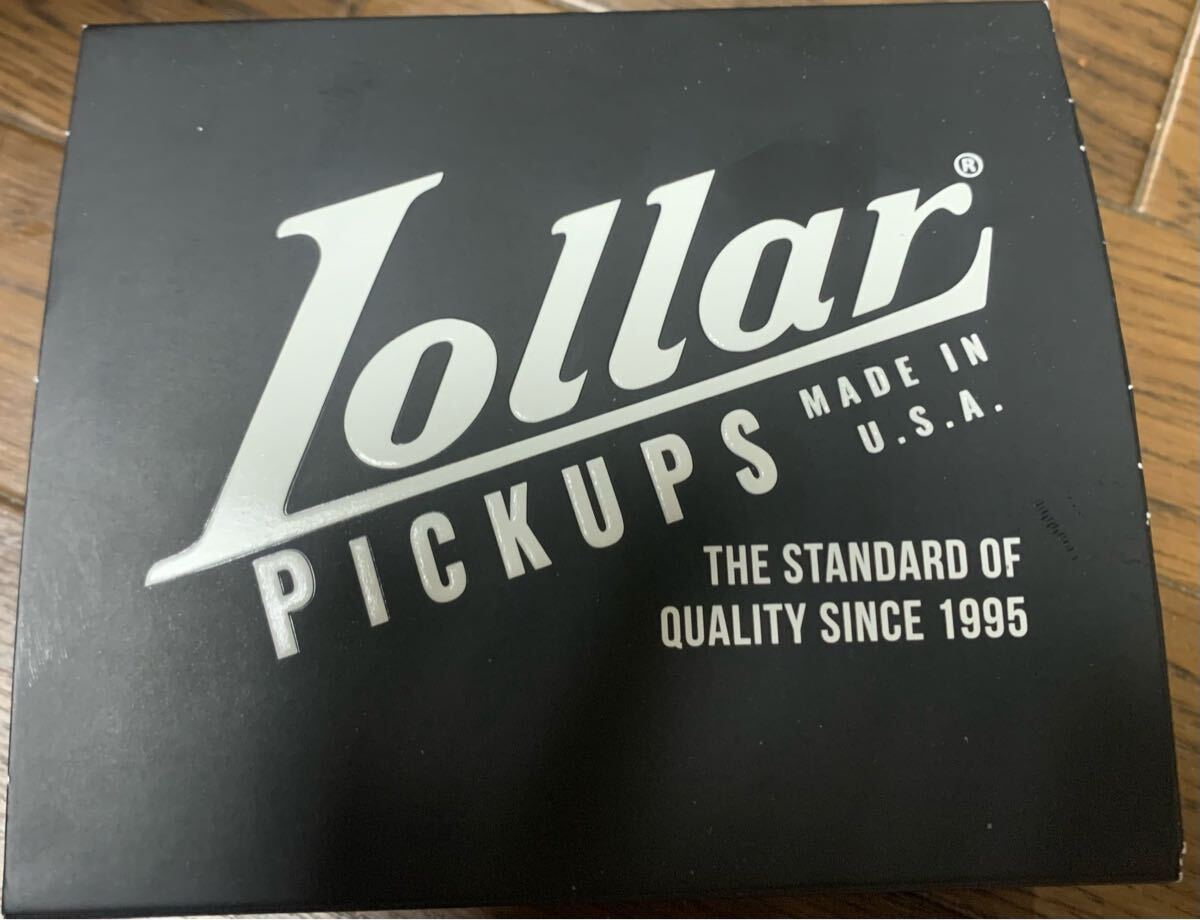 Lollar®
PICKUPS
MADE IN
U.S.A.
THE STANDARD OF
QUALITY SINCE 1995